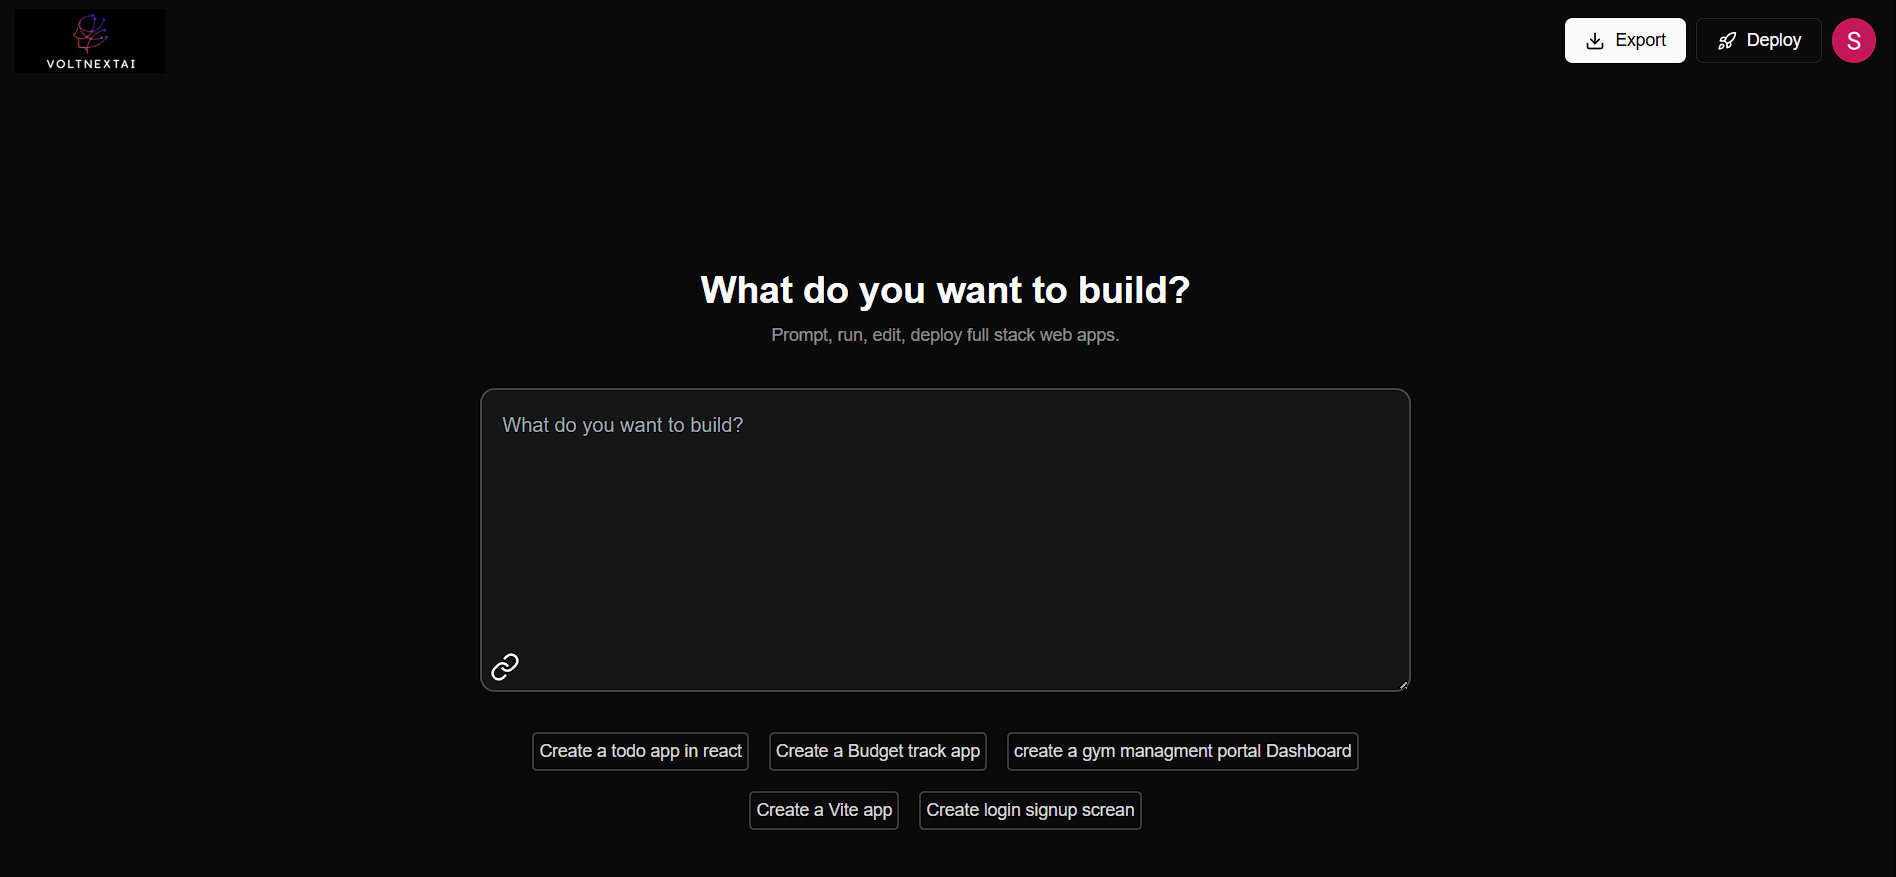 VOLTNEXTAI
Export
Deploy
S
What do you want to build?
Prompt, run, edit, deploy full stack web apps.
What do you want to build?
Create a todo app in react
Create a Budget track app
create a gym managment portal Dashboard
Create a Vite app
Create login signup screan